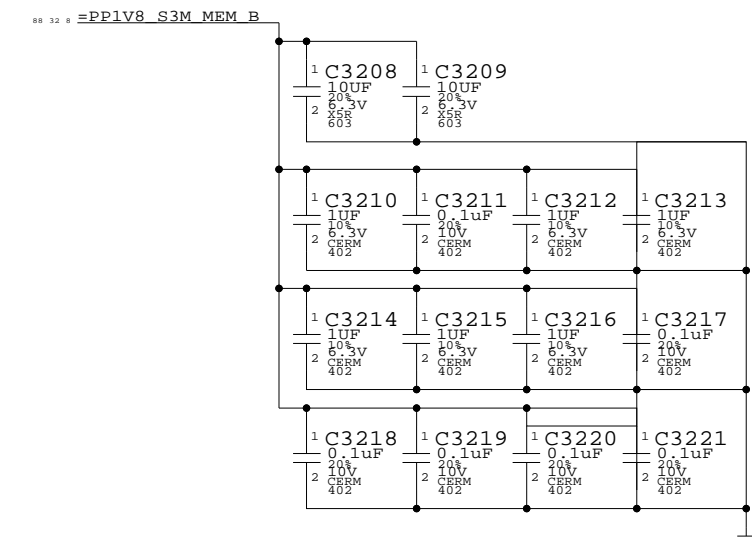 88 32 8 =PP1V8_S3M_MEM_B
1 C3208
10UF
20%
6.3V
2 X5R
603
1 C3209
10UF
20%
6.3V
2 X5R
603
1 C3210
1UF
10%
6.3V
2 CERM
402
1 C3211
0.1uF
20%
10V
2 CERM
402
1 C3212
1UF
10%
6.3V
2 CERM
402
1 C3213
1UF
10%
6.3V
2 CERM
402
1 C3214
1UF
10%
6.3V
2 CERM
402
1 C3215
1UF
10%
6.3V
2 CERM
402
1 C3216
1UF
10%
6.3V
2 CERM
402
1 C3217
0.1uF
20%
10V
2 CERM
402
1 C3218
0.1uF
20%
10V
2 CERM
402
1 C3219
0.1uF
20%
10V
2 CERM
402
1 C3220
0.1uF
20%
10V
2 CERM
402
1 C3221
0.1uF
20%
10V
2 CERM
402